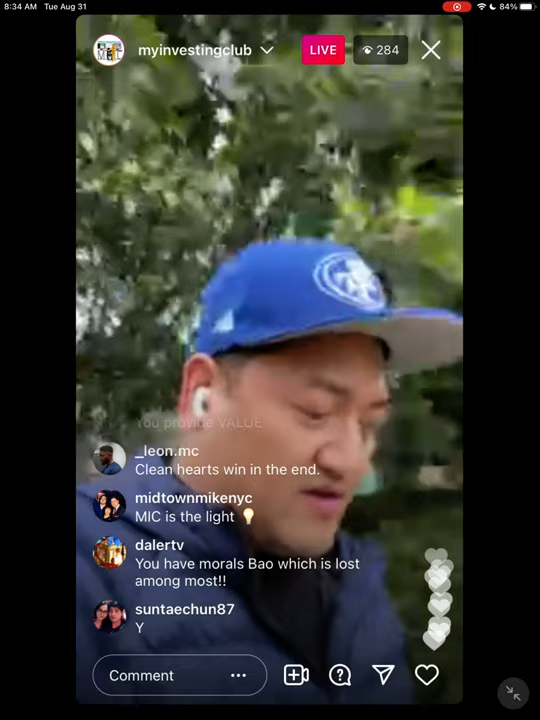 8:34 AM Tue Aug 31
84%
myinvestingclub
LIVE
284
You provide VALUE
_leon.mc
Clean hearts win in the end.
midtownmikenyc
MIC is the light 💡
dalertv
You have morals Bao which is lost
among most!!
suntaechun87
Y
Comment